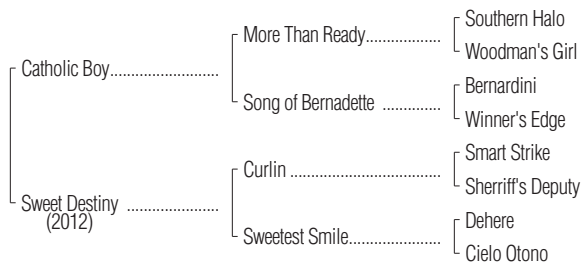 Southern Halo
More Than Ready....................
Woodman's Girl
Catholic Boy............................
Bernardini
Song of Bernadette ...............
Winner's Edge
Smart Strike
Curlin .......................................
Sherriff's Deputy
Sweet Destiny .......................
(2012)
Dehere
Sweetest Smile........................
Cielo Otono